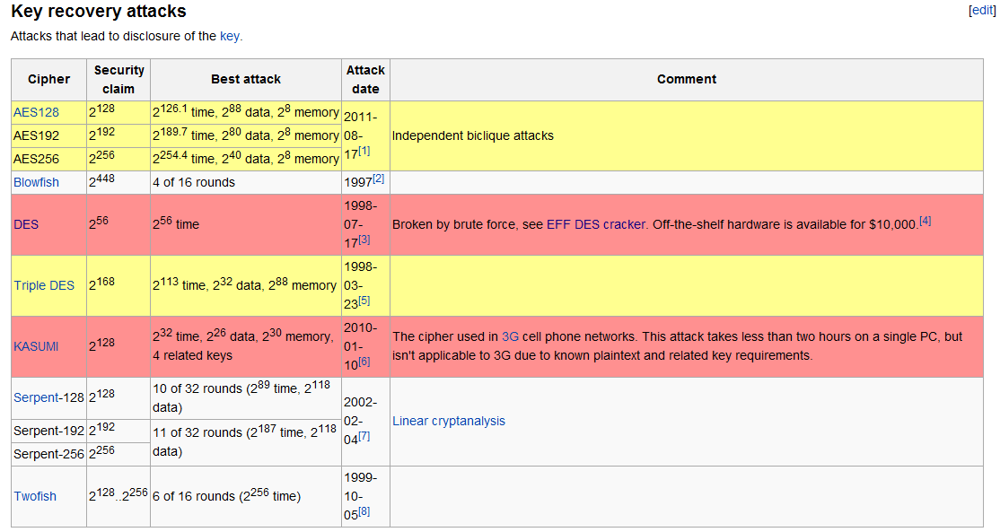 Key recovery attacks
[edit]
Attacks that lead to disclosure of the key.
Cipher Security claim Best attack Attack date Comment
AES128 2^128 2^126.1 time, 2^88 data, 2^8 memory 2011-08-17[1] Independent biclique attacks
AES192 2^192 2^189.7 time, 2^80 data, 2^8 memory
AES256 2^256 2^254.4 time, 2^40 data, 2^8 memory
Blowfish 2^448 4 of 16 rounds 1997[2]
DES 2^56 2^56 time 1998-07-17[3] Broken by brute force, see EFF DES cracker. Off-the-shelf hardware is available for $10,000.[4]
Triple DES 2^168 2^113 time, 2^32 data, 2^88 memory 1998-03-23[5]
KASUMI 2^128 2^32 time, 2^26 data, 2^30 memory, 4 related keys 2010-01-10[6] The cipher used in 3G cell phone networks. This attack takes less than two hours on a single PC, but isn't applicable to 3G due to known plaintext and related key requirements.
Serpent-128 2^128 10 of 32 rounds (2^89 time, 2^118 data) 2002-02-04[7] Linear cryptanalysis
Serpent-192 2^192 11 of 32 rounds (2^187 time, 2^118 data)
Serpent-256 2^256
Twofish 2^128..2^256 6 of 16 rounds (2^256 time) 1999-10-05[8]